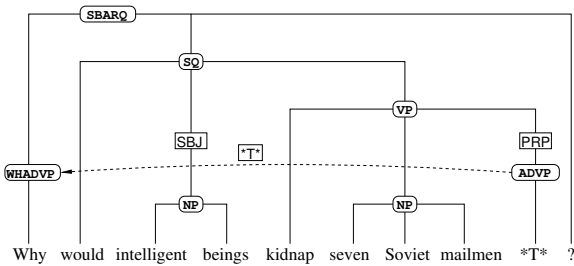 SBARQ
SQ
VP
SBJ
*T*
PRP
WHADVP
ADVP
NP
NP
Why would intelligent beings kidnap seven Soviet mailmen *T* ?